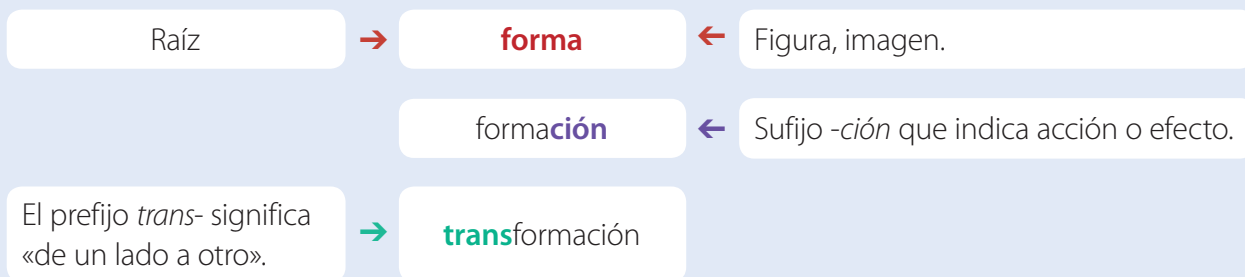 Raíz → forma ← Figura, imagen.
formación ← Sufijo -ción que indica acción o efecto.
El prefijo trans- significa
«de un lado a otro». → transformación